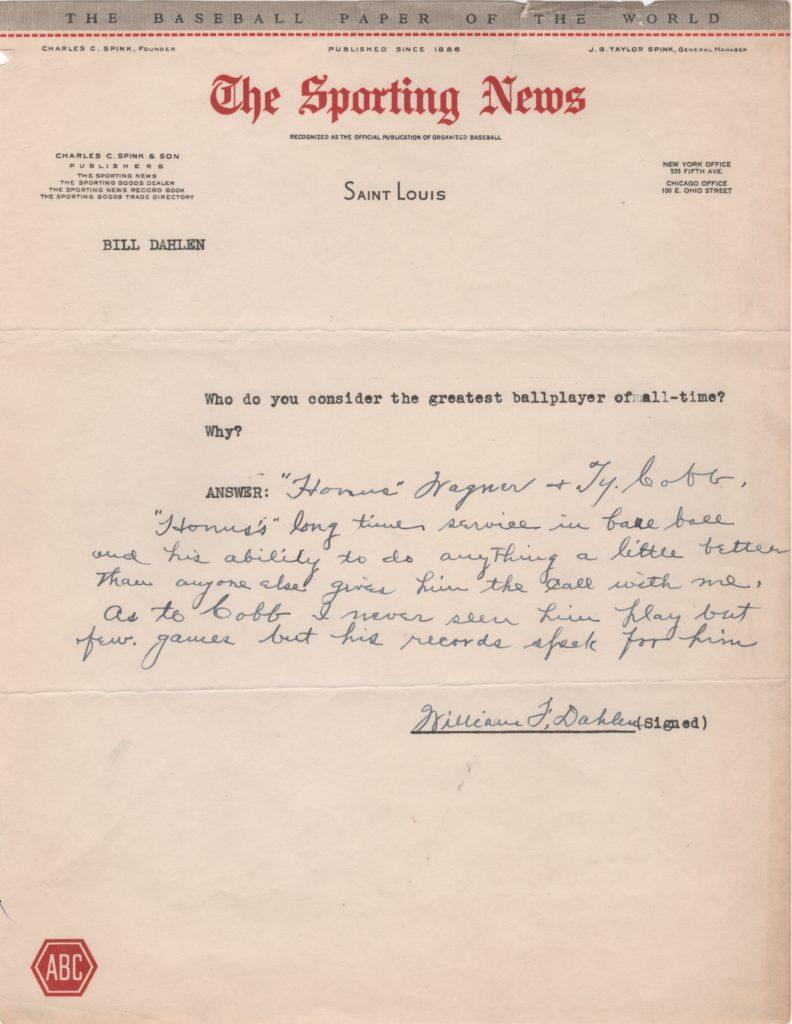 THE BASEBALL PAPER OF THE WORLD
CHARLES C. SPINK, FOUNDER
PUBLISHED SINCE 1886
J. G. TAYLOR SPINK, GENERAL MANAGER
The Sporting News
RECOGNIZED AS THE OFFICIAL PUBLICATION OF ORGANIZED BASEBALL
CHARLES C. SPINK & SON
PUBLISHERS
THE SPORTING NEWS
THE SPORTING GOODS DEALER
THE SPORTING NEWS RECORD BOOK
THE SPORTING GOODS TRADE DIRECTORY
SAINT LOUIS
NEW YORK OFFICE
535 FIFTH AVE.
CHICAGO OFFICE
100 E. OHIO STREET
BILL DAHLEN
Who do you consider the greatest ballplayer of all-time?
Why?
ANSWER: "Honus" Wagner + Ty. Cobb.
"Honus's" long time service in base ball
and his ability to do anything a little better
than anyone else gives him the call with me.
As to Cobb I never seen him play but
few. games but his records speek for him
William F. Dahlen (Signed)
ABC